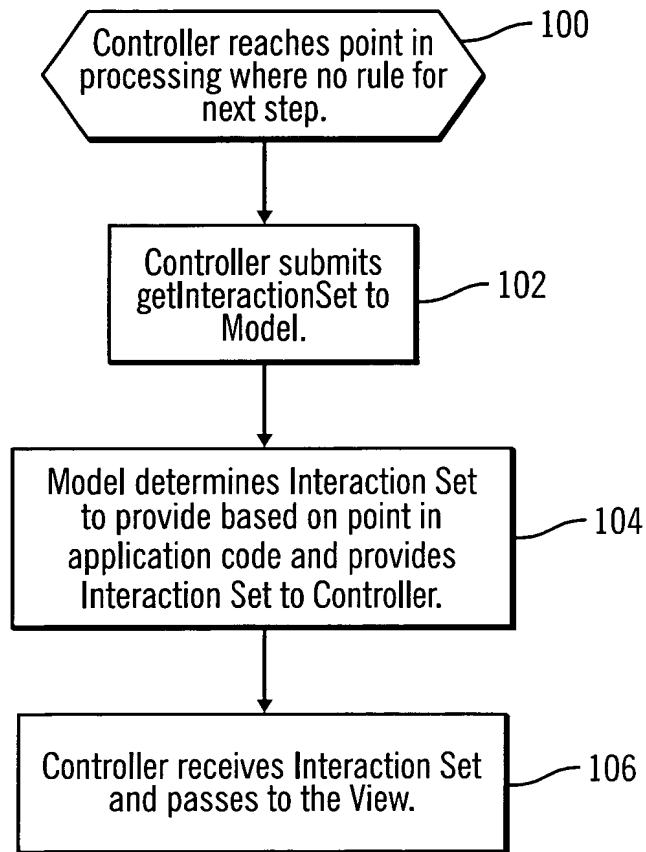 Controller reaches point in
processing where no rule for
next step.
100
Controller submits
getInteractionSet to
Model.
102
Model determines Interaction Set
to provide based on point in
application code and provides
Interaction Set to Controller.
104
Controller receives Interaction Set
and passes to the View.
106